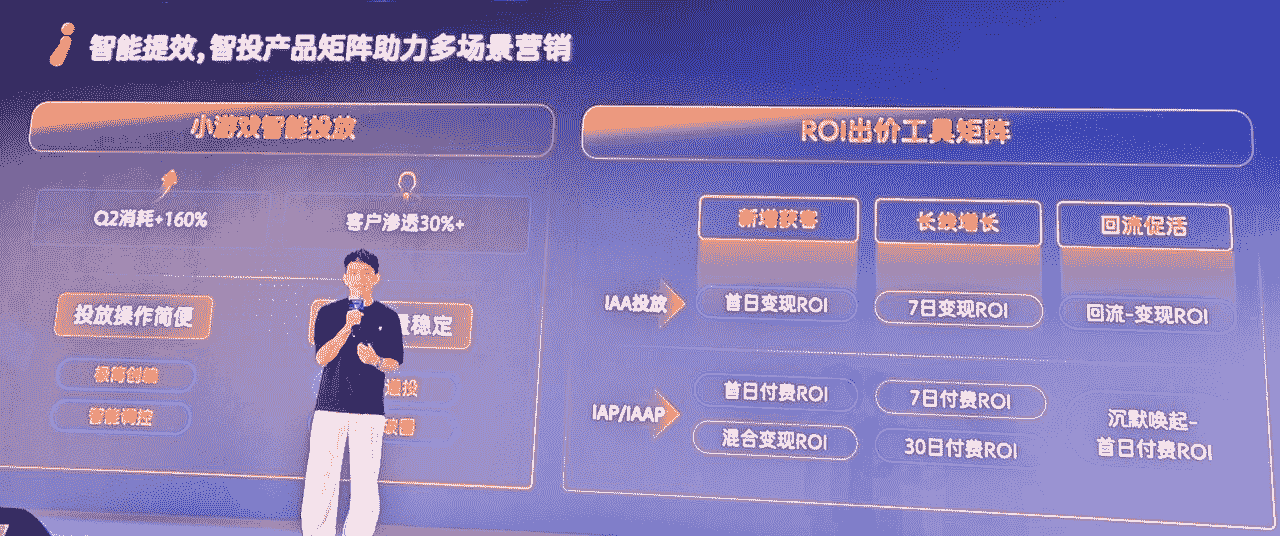 智能提效,智投产品矩阵助力多场景营销
小游戏智能投放
Q2消耗+160%
客户渗透30%+
投放操作简便
量稳定
极简创编
智能调控
通投
ROI出价工具矩阵
新增获客
长线增长
回流促活
IAA投放
首日变现ROI
7日变现ROI
回流-变现ROI
IAP/IAAP
首日付费ROI
7日付费ROI
混合变现ROI
30日付费ROI
沉默唤起-
首日付费ROI